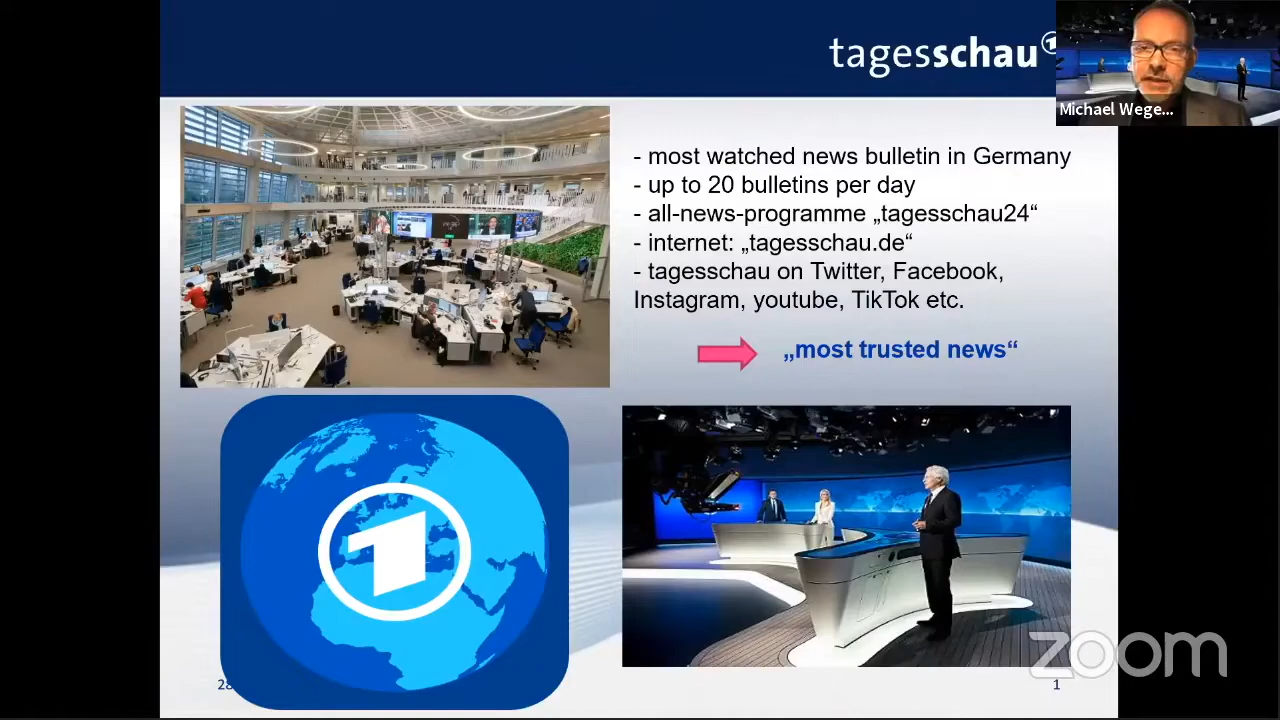 tagesschau
Michael Wege...
- most watched news bulletin in Germany
- up to 20 bulletins per day
- all-news-programme „tagesschau24“
- internet: „tagesschau.de“
- tagesschau on Twitter, Facebook,
Instagram, youtube, TikTok etc.
„most trusted news“
1
zoom
1